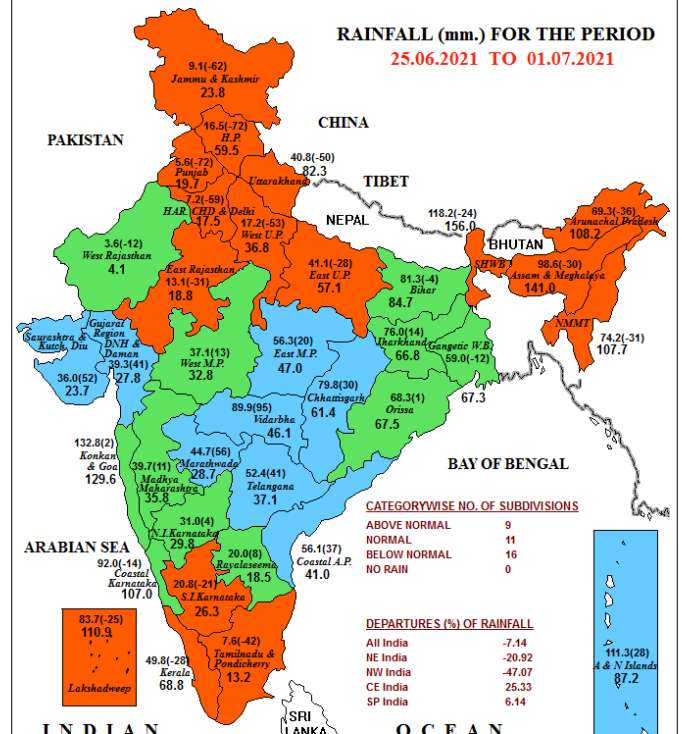 RAINFALL (mm.) FOR THE PERIOD
25.06.2021 TO 01.07.2021
9.1(-62)
Jammu & Kashmir
23.8
CHINA
16.5(-72)
H.P.
59.5
PAKISTAN
5.6(-72)
Punjab
19.7
40.8(-50)
82.3
Uttarakhand
TIBET
7.2(-59)
HAR. CHD & Delhi
17.5
17.2(-53)
West U.P.
36.8
NEPAL
118.2(-24)
156.0
BHUTAN
69.3(-36)
Arunachal Pradesh
108.2
3.6(-12)
West Rajasthan
4.1
East Rajasthan
13.1(-31)
18.8
41.1(-28)
East U.P.
57.1
81.3(-4)
Bihar
84.7
SHWB
98.6(-30)
Assam & Meghalaya
141.0
NMMT
74.2(-31)
107.7
Saurashtra &
Kutch, Diu
36.0(52)
23.7
Gujarat
Region
DNH &
Daman
39.3(41)
27.8
37.1(13)
West M.P.
32.8
56.3(20)
East M.P.
47.0
76.0(14)
Jharkhand
66.8
Gangetic W.B.
59.0(-12)
67.3
79.8(30)
Chhattisgarh
61.4
68.3(1)
Orissa
67.5
89.9(95)
Vidarbha
46.1
132.8(2)
Konkan
& Goa
129.6
39.7(11)
Madhya
Maharashtra
35.8
44.7(56)
Marathwada
28.7
52.4(41)
Telangana
37.1
BAY OF BENGAL
31.0(4)
N.I.Karnataka
29.8
ARABIAN SEA
92.0(-14)
Coastal
Karnataka
107.0
20.0(8)
Rayalaseema
18.5
56.1(37)
Coastal A.P.
41.0
20.8(-21)
S.I.Karnataka
26.3
CATEGORYWISE NO. OF SUBDIVISIONS
ABOVE NORMAL 9
NORMAL 11
BELOW NORMAL 16
NO RAIN 0
83.7(-25)
110.9
Lakshadweep
49.8(-28)
Kerala
68.8
7.6(-42)
Tamilnadu &
Pondicherry
13.2
DEPARTURES (%) OF RAINFALL
All India -7.14
NE India -20.92
NW India -47.07
CE India 25.33
SP India 6.14
111.3(28)
A & N Islands
87.2
SRI
LANKA
INDIAN OCEAN